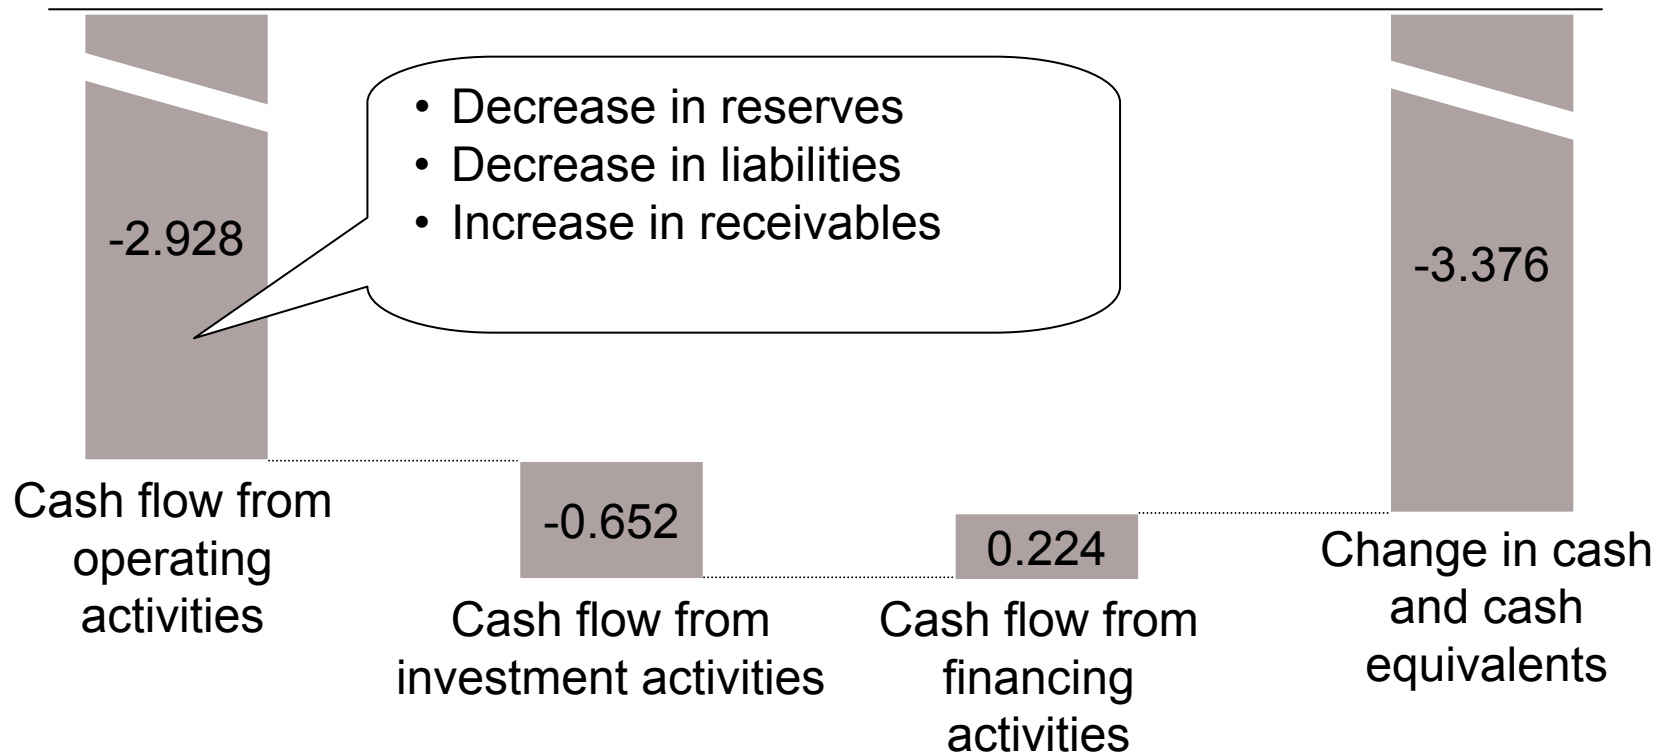 • Decrease in reserves
• Decrease in liabilities
• Increase in receivables
-2.928
-3.376
-0.652
0.224
Cash flow from
operating
activities
Cash flow from
investment activities
Cash flow from
financing
activities
Change in cash
and cash
equivalents